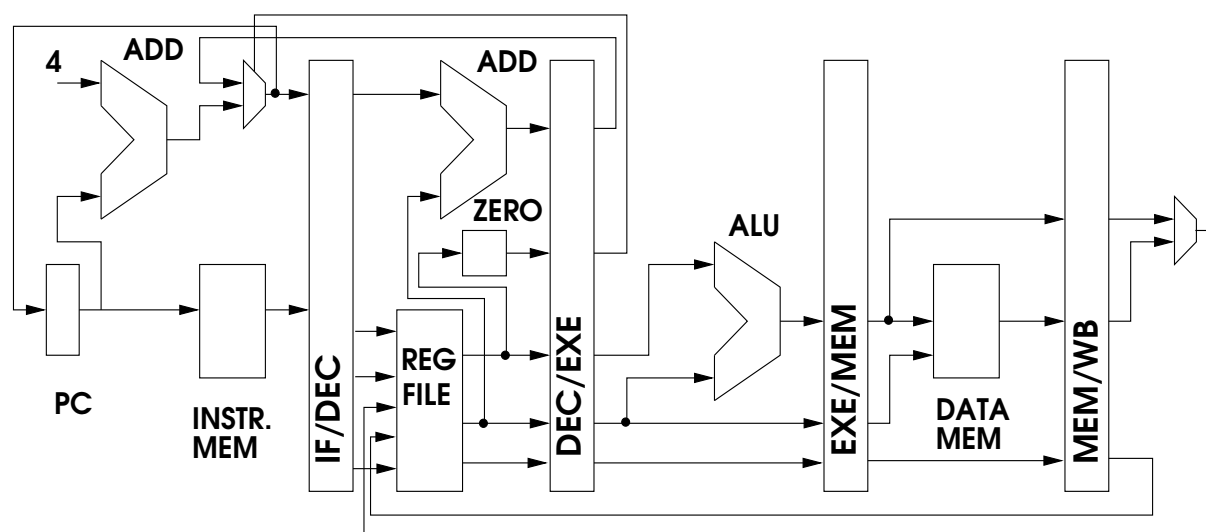 ADD
4
ADD
ZERO
ALU
PC
INSTR.
MEM
IF/DEC
REG
FILE
DEC/EXE
EXE/MEM
DATA
MEM
MEM/WB